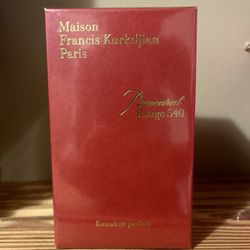 Maison
Francis Kurkdjian
Paris
Baccarat
Rouge 540
Extrait de parfum